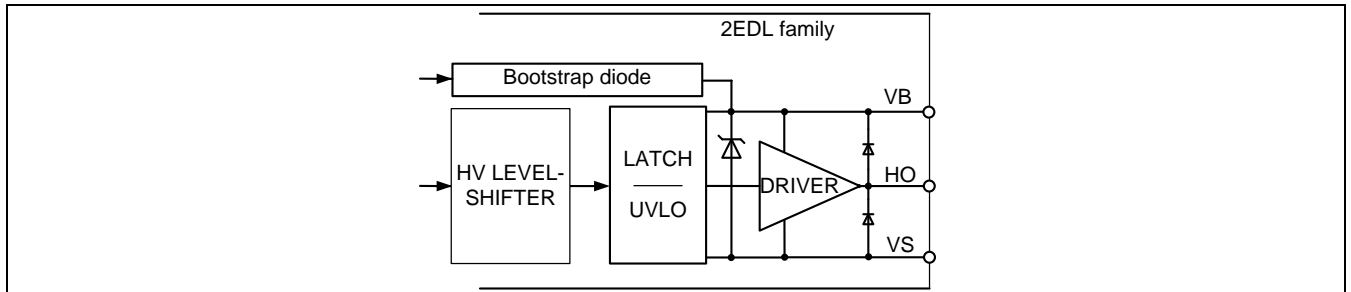 2EDL family
Bootstrap diode
VB
HV LEVEL-
SHIFTER
LATCH
UVLO
DRIVER
HO
VS